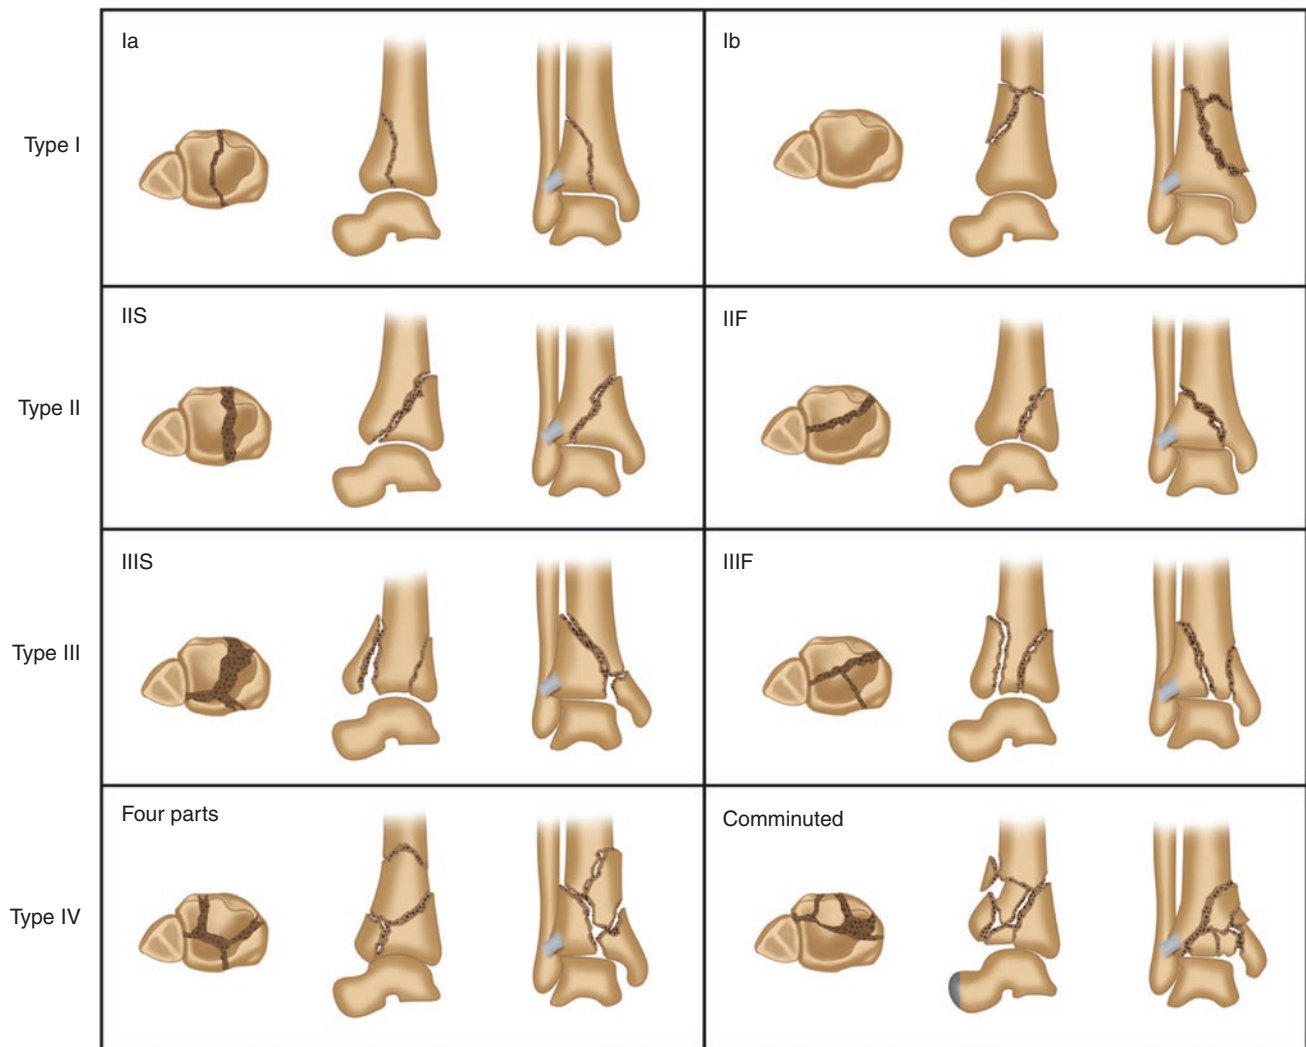 Ia
Ib
Type I
IIS
IIF
Type II
IIIS
IIIF
Type III
Four parts
Comminuted
Type IV